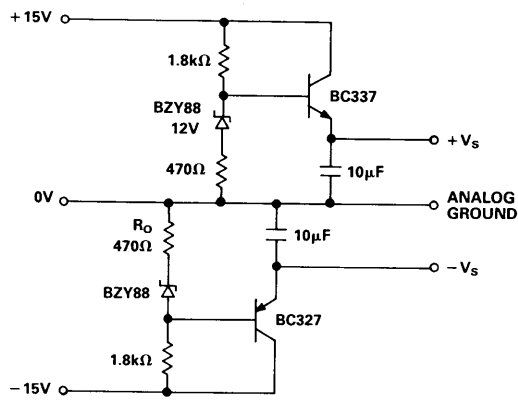 +15V
1.8kΩ
BC337
BZY88
12V
+VS
470Ω
10μF
0V
ANALOG
GROUND
RO
470Ω
10μF
−VS
BZY88
BC327
1.8kΩ
−15V